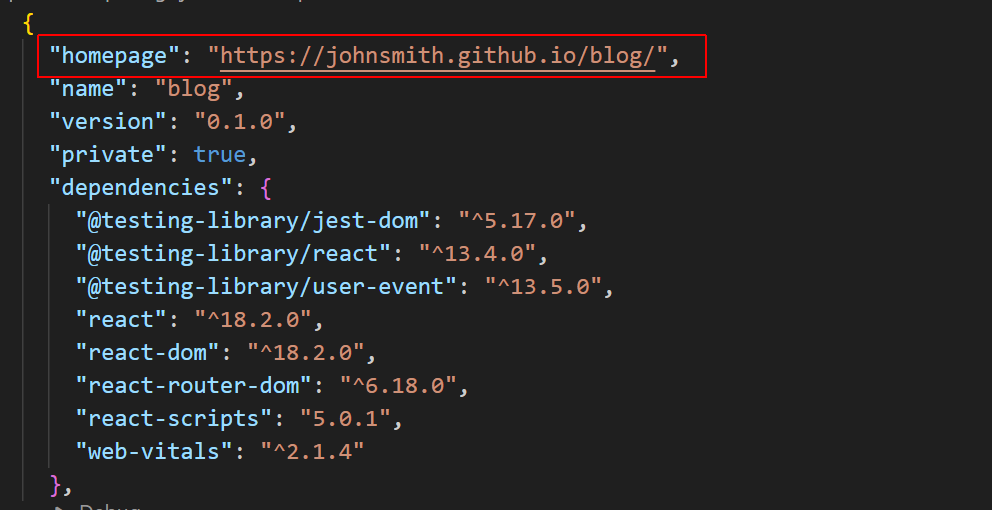 {
"homepage": "https://johnsmith.github.io/blog/",
"name": "blog",
"version": "0.1.0",
"private": true,
"dependencies": {
"@testing-library/jest-dom": "^5.17.0",
"@testing-library/react": "^13.4.0",
"@testing-library/user-event": "^13.5.0",
"react": "^18.2.0",
"react-dom": "^18.2.0",
"react-router-dom": "^6.18.0",
"react-scripts": "5.0.1",
"web-vitals": "^2.1.4"
},